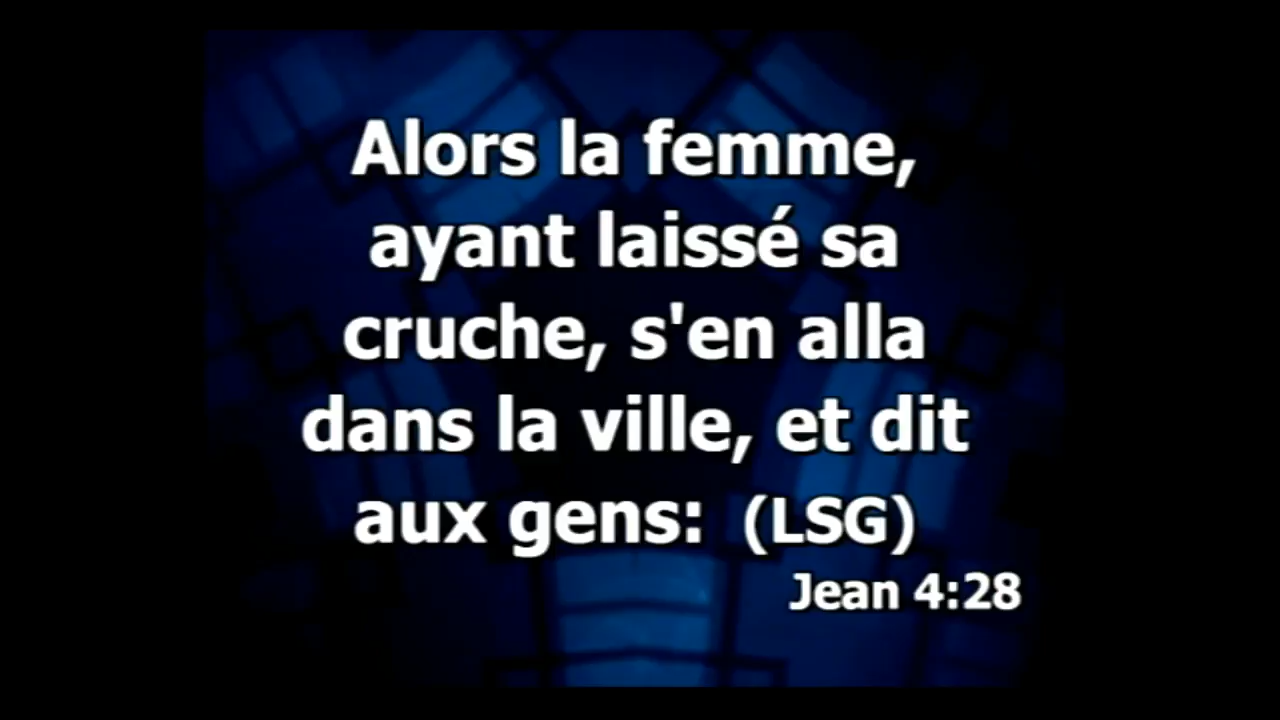 Alors la femme,
ayant laissé sa
cruche, s'en alla
dans la ville, et dit
aux gens:  (LSG)
Jean 4:28